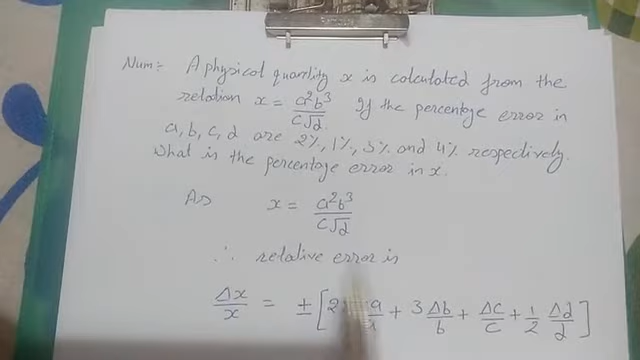 Num:- A physical quantity x is calculated from the
relation x = a²b³/c√d If the percentage error in
a, b, c, d are 2%, 1%, 3% and 4% respectively.
What is the percentage error in x.
As x = a²b³/c√d
∴ relative error is
Δx/x = ± [2 a + 3 Δb/b + Δc/c + 1/2 Δd/d]